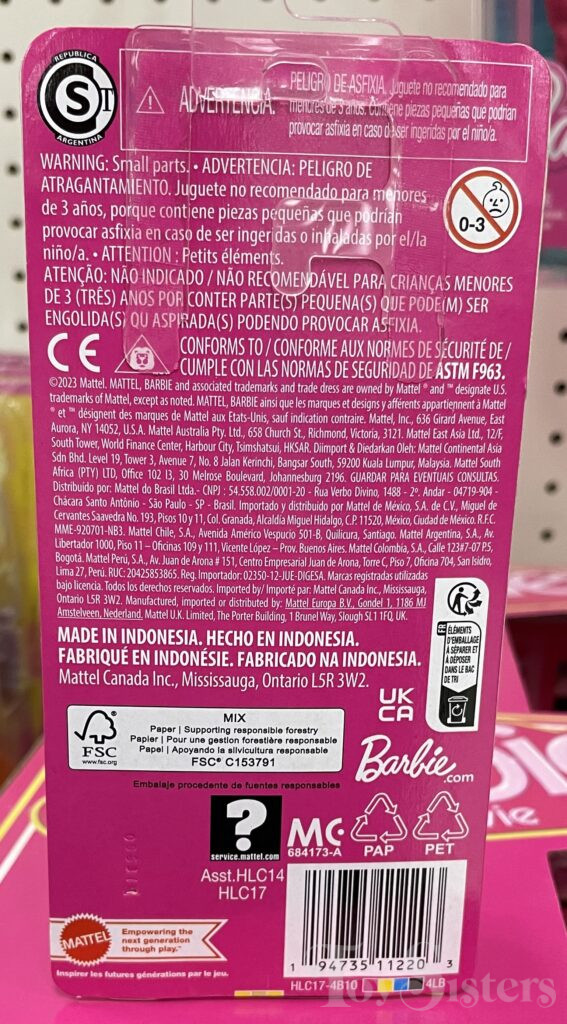 REPUBLICA
S
T
ARGENTINA
ADVERTENCIA:
PELIGRO DE ASFIXIA. Juguete no recomendado para
menores de 3 años. Contiene piezas pequeñas que podrían
provocar asfixia en caso de ser ingeridas por el niño/a.
WARNING: Small parts. • ADVERTENCIA: PELIGRO DE
ATRAGANTAMIENTO. Juguete no recomendado para menores
de 3 años, porque contiene piezas pequeñas que podrían
provocar asfixia en caso de ser ingeridas o inhaladas por el/la
niño/a. • ATTENTION : Petits éléments.
0-3
ATENÇÃO: NÃO INDICADO / NÃO RECOMENDÁVEL PARA CRIANÇAS MENORES
DE 3 (TRÊS) ANOS POR CONTER PARTE(S) PEQUENA(S) QUE PODE(M) SER
ENGOLIDA(S) OU ASPIRADA(S) PODENDO PROVOCAR ASFIXIA.
CE
CONFORMS TO / CONFORME AUX NORMES DE SÉCURITÉ DE /
CUMPLE CON LAS NORMAS DE SEGURIDAD DE ASTM F963.
©2023 Mattel. MATTEL, BARBIE and associated trademarks and trade dress are owned by Mattel ® and ™ designate U.S.
trademarks of Mattel, except as noted. MATTEL, BARBIE ainsi que les marques et designs y afférents appartiennent à Mattel
® et ™ désignent des marques de Mattel aux Etats-Unis, sauf indication contraire. Mattel, Inc., 636 Girard Avenue, East
Aurora, NY 14052, U.S.A. Mattel Australia Pty. Ltd., 658 Church St., Richmond, Victoria, 3121. Mattel East Asia Ltd., 12/F,
South Tower, World Finance Center, Harbour City, Tsimshatsui, HKSAR. Diimport & Diedarkan Oleh: Mattel Continental Asia
Sdn Bhd. Level 19, Tower 3, Avenue 7, No. 8 Jalan Kerinchi, Bangsar South, 59200 Kuala Lumpur, Malaysia. Mattel South
Africa (PTY) LTD, Office 102 I3, 30 Melrose Boulevard, Johannesburg 2196. GUARDAR PARA EVENTUAIS CONSULTAS.
Distribuido por: Mattel do Brasil Ltda.- CNPJ : 54.558.002/0001-20 - Rua Verbo Divino, 1488 - 2º. Andar - 04719-904 -
Chácara Santo Antônio - São Paulo - SP - Brasil. Importado y distribuido por Mattel de México, S.A. de C.V., Miguel de
Cervantes Saavedra No. 193, Pisos 10 y 11, Col. Granada, Alcaldía Miguel Hidalgo, C.P. 11520, México, Ciudad de México. R.F.C.
MME-920701-NB3. Mattel Chile, S.A., Avenida Américo Vespucio 501-B, Quilicura, Santiago. Mattel Argentina, S.A., Av.
Libertador 1000, Piso 11 – Oficinas 109 y 111, Vicente López – Prov. Buenos Aires. Mattel Colombia, S.A., Calle 123#7-07 P.5,
Bogotá. Mattel Perú, S.A., Av. Juan de Arona # 151, Centro Empresarial Juan de Arona, Torre C, Piso 7, Oficina 704, San Isidro,
Lima 27, Perú. RUC: 20425853865. Reg. Importador: 02350-12-JUE-DIGESA. Marcas registradas utilizadas
bajo licencia. Todos los derechos reservados. Imported by/ Importé par: Mattel Canada Inc., Mississauga,
Ontario L5R 3W2. Manufactured, imported or distributed by: Mattel Europa B.V., Gondel 1, 1186 MJ
Amstelveen, Nederland. Mattel U.K. Limited, The Porter Building, 1 Brunel Way, Slough SL1 1FQ, UK.
MADE IN INDONESIA. HECHO EN INDONESIA.
FABRIQUÉ EN INDONÉSIE. FABRICADO NA INDONESIA.
Mattel Canada Inc., Mississauga, Ontario L5R 3W2.
FR
ÉLÉMENTS
D'EMBALLAGE
À SÉPARER ET
À DÉPOSER
DANS LE BAC
DE TRI
UK
CA
FSC
www.fsc.org
MIX
Paper | Supporting responsible forestry
Papier | Pour une gestion forestière responsable
Papel | Apoyando la silvicultura responsable
FSC® C153791
Embalaje procedente de fuentes responsables
Barbie.com
?
service.mattel.com
MC
684173-A
PAP
PET
Asst.HLC14
HLC17
MATTEL
Empowering the
next generation
through play.™
Inspirer les futures générations par le jeu.
1 94735 11220 3
HLC17-4B10
4LB
ToySisters